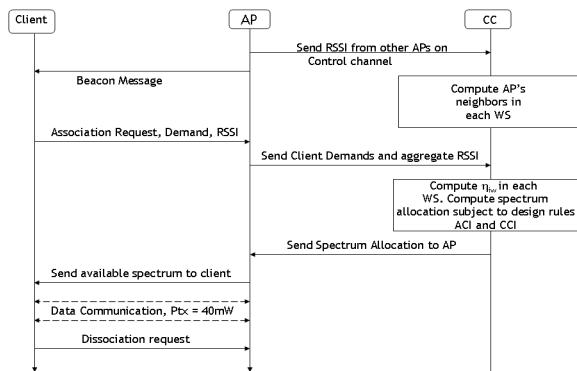 Client
AP
CC
Send RSSI from other APs on
Control channel
Beacon Message
Compute AP's
neighbors in
each WS
Association Request, Demand, RSSI
Send Client Demands and aggregate RSSI
Compute ηiw in each
WS. Compute spectrum
allocation subject to design rules
ACI and CCI
Send Spectrum Allocation to AP
Send available spectrum to client
Data Communication, Ptx = 40mW
Dissociation request